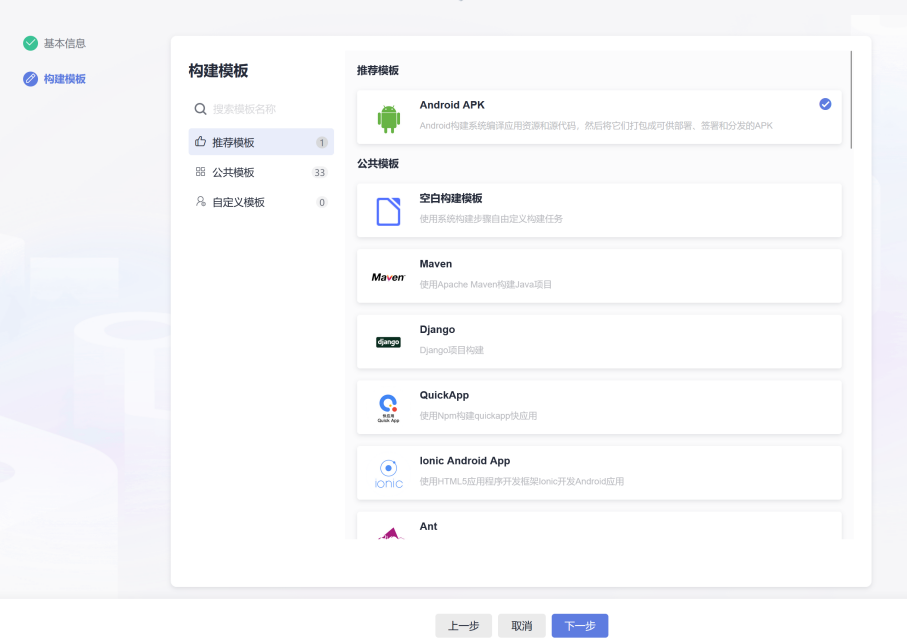 基本信息
构建模板
构建模板
搜索模板名称
推荐模板 1
公共模板 33
自定义模板 0
推荐模板
Android APK
Android构建系统编译应用资源和源代码，然后将它们打包成可供部署、签署和分发的APK
公共模板
空白构建模板
使用系统构建步骤自由定义构建任务
Maven
Maven
使用Apache Maven构建Java项目
Django
django
Django项目构建
QuickApp
快应用
Quick App
使用Npm构建quickapp快应用
Ionic Android App
ionic
使用HTML5应用程序开发框架Ionic开发Android应用
Ant
上一步 取消 下一步